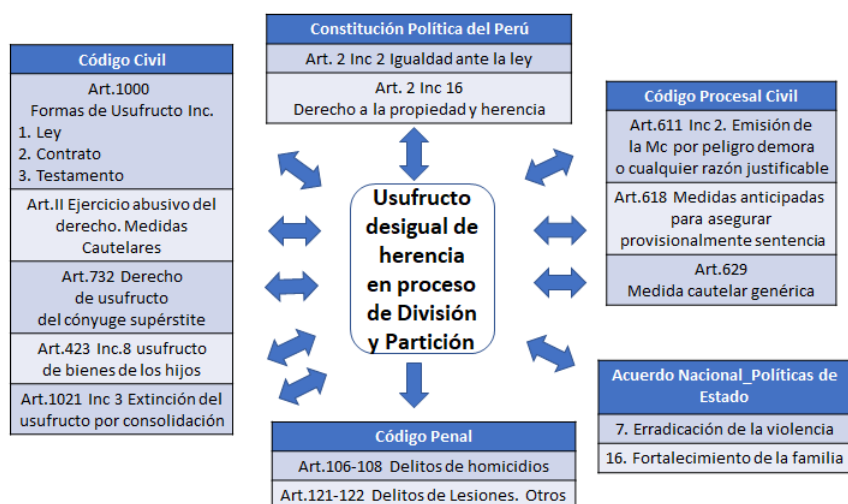 Constitución Política del Perú
Art. 2 Inc 2 Igualdad ante la ley
Art. 2 Inc 16
Derecho a la propiedad y herencia
Código Civil
Art.1000
Formas de Usufructo Inc.
1. Ley
2. Contrato
3. Testamento
Art.II Ejercicio abusivo del
derecho. Medidas
Cautelares
Art.732 Derecho
de usufructo
del cónyuge supérstite
Art.423 Inc.8 usufructo
de bienes de los hijos
Art.1021 Inc 3 Extinción del
usufructo por consolidación
Usufructo
desigual de
herencia
en proceso
de División
y Partición
Código Procesal Civil
Art.611 Inc 2. Emisión de
la Mc por peligro demora
o cualquier razón justificable
Art.618 Medidas anticipadas
para asegurar
provisionalmente sentencia
Art.629
Medida cautelar genérica
Acuerdo Nacional_Políticas de
Estado
7. Erradicación de la violencia
16. Fortalecimiento de la familia
Código Penal
Art.106-108 Delitos de homicidios
Art.121-122 Delitos de Lesiones. Otros